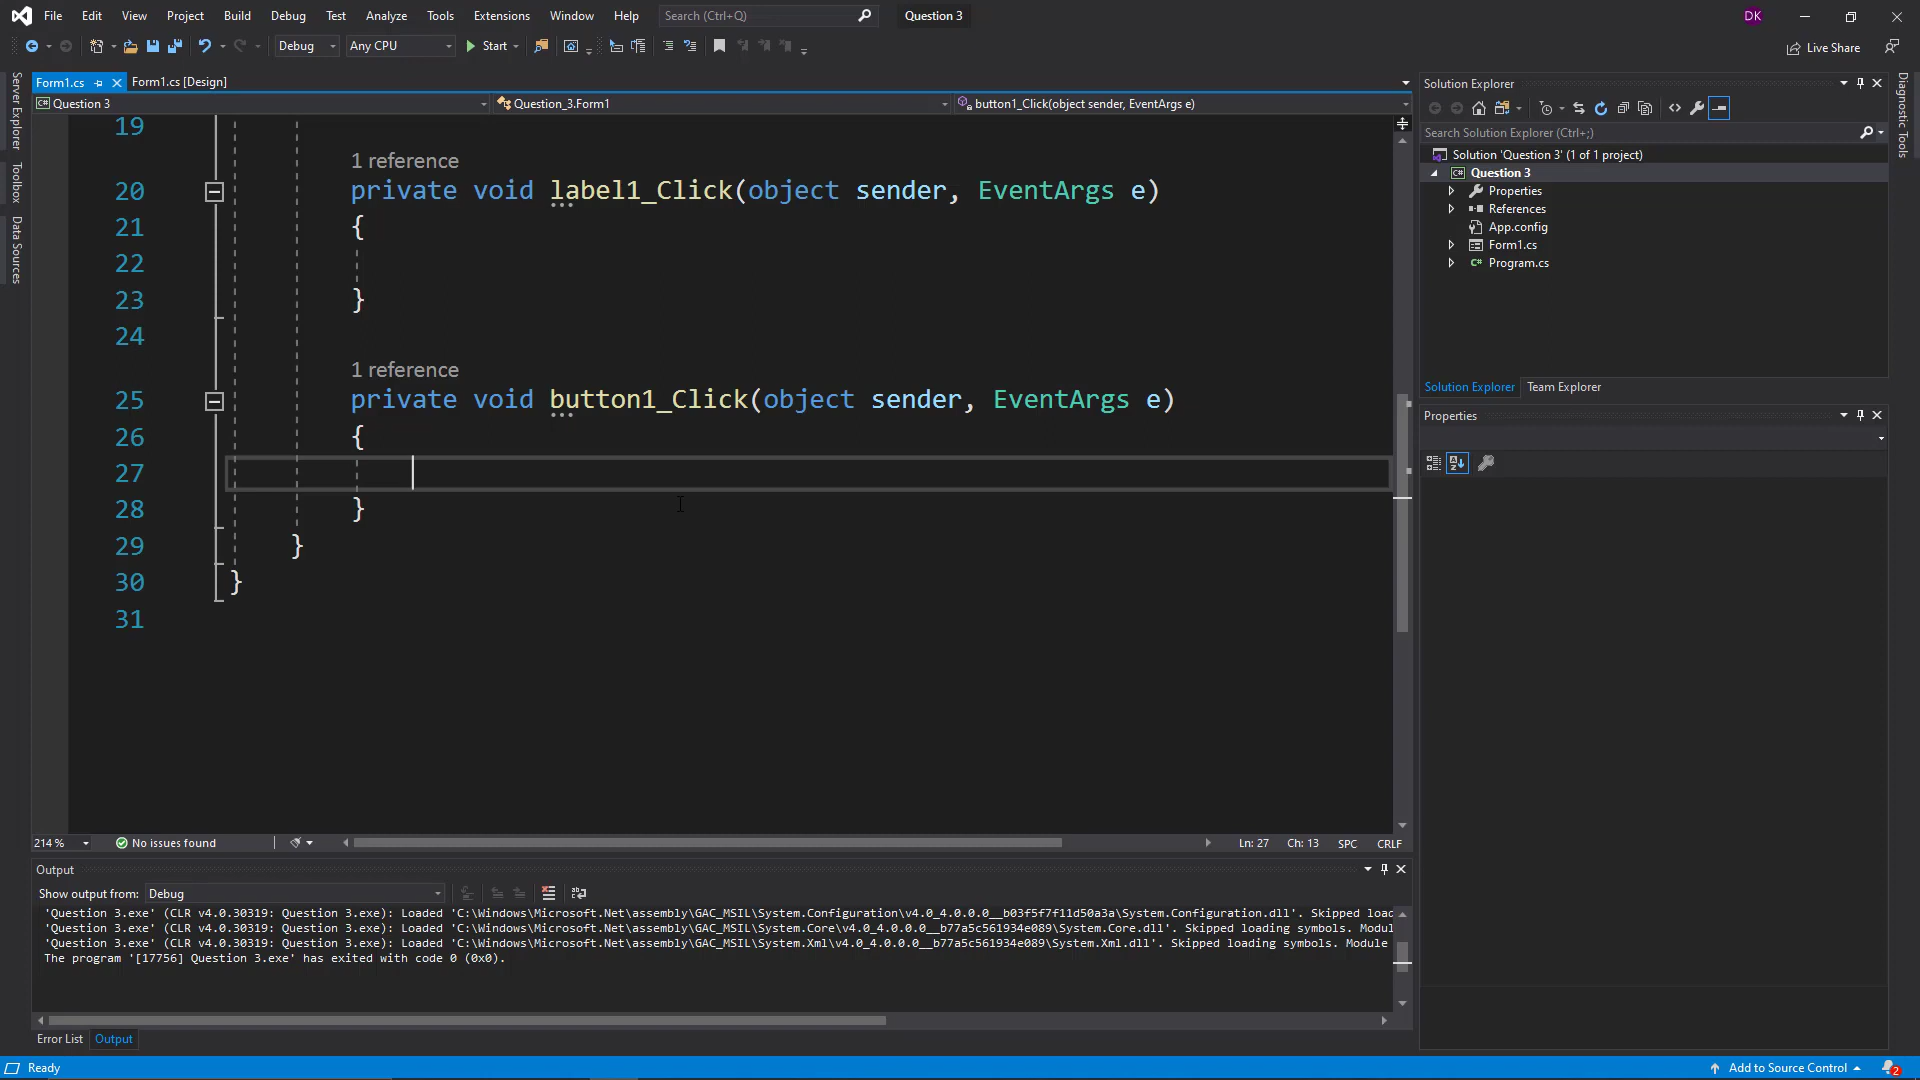 File Edit View Project Build Debug Test Analyze Tools Extensions Window Help Search (Ctrl+Q) Question 3 DK
Debug Any CPU Start Live Share
Server Explorer
Toolbox
Data Sources
Form1.cs Form1.cs [Design]
Question 3 Question_3.Form1 button1_Click(object sender, EventArgs e)
19
1 reference
20 private void label1_Click(object sender, EventArgs e)
21 {
22
23 }
24
1 reference
25 private void button1_Click(object sender, EventArgs e)
26 {
27
28 }
29 }
30 }
31
214 % No issues found Ln: 27 Ch: 13 SPC CRLF
Output
Show output from: Debug
'Question 3.exe' (CLR v4.0.30319: Question 3.exe): Loaded 'C:\Windows\Microsoft.Net\assembly\GAC_MSIL\System.Configuration\v4.0_4.0.0.0__b03f5f7f11d50a3a\System.Configuration.dll'. Skipped load
'Question 3.exe' (CLR v4.0.30319: Question 3.exe): Loaded 'C:\Windows\Microsoft.Net\assembly\GAC_MSIL\System.Core\v4.0_4.0.0.0__b77a5c561934e089\System.Core.dll'. Skipped loading symbols. Modul
'Question 3.exe' (CLR v4.0.30319: Question 3.exe): Loaded 'C:\Windows\Microsoft.Net\assembly\GAC_MSIL\System.Xml\v4.0_4.0.0.0__b77a5c561934e089\System.Xml.dll'. Skipped loading symbols. Module
The program '[17756] Question 3.exe' has exited with code 0 (0x0).
Error List Output
Solution Explorer
Search Solution Explorer (Ctrl+;)
Solution 'Question 3' (1 of 1 project)
C# Question 3
Properties
References
App.config
Form1.cs
C# Program.cs
Solution Explorer Team Explorer
Properties
Diagnostic Tools
Ready Add to Source Control 2